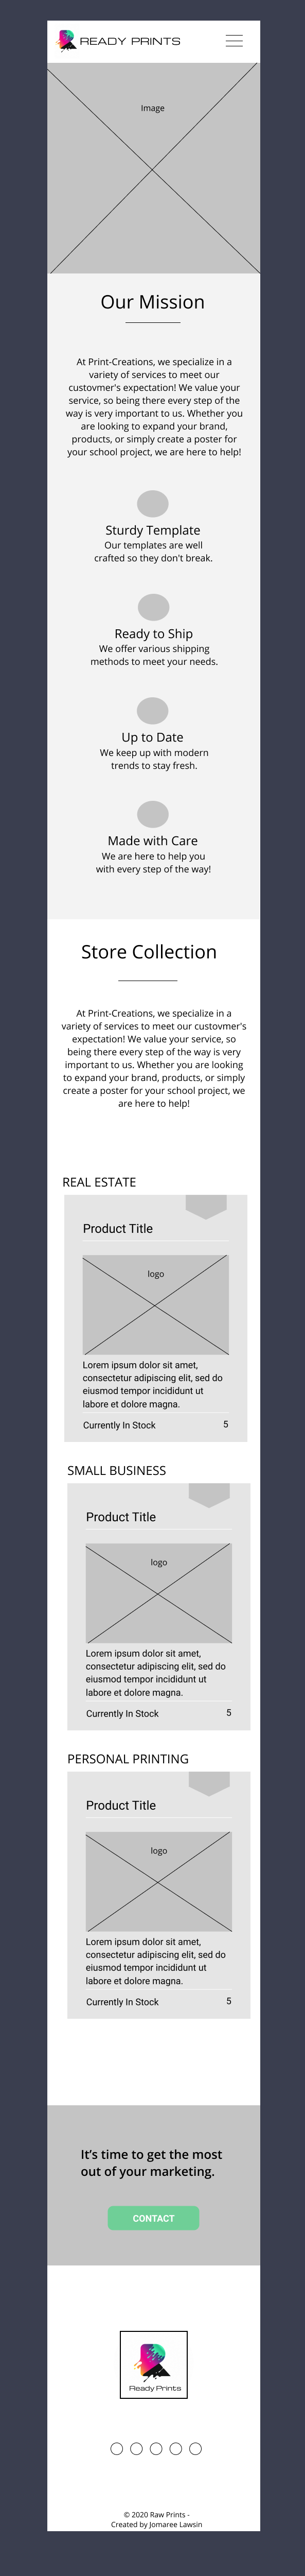 READY PRINTS
Image
Our Mission
At Print-Creations, we specialize in a
variety of services to meet our
custovmer's expectation! We value your
service, so being there every step of the
way is very important to us. Whether you
are looking to expand your brand,
products, or simply create a poster for
your school project, we are here to help!
Sturdy Template
Our templates are well
crafted so they don't break.
Ready to Ship
We offer various shipping
methods to meet your needs.
Up to Date
We keep up with modern
trends to stay fresh.
Made with Care
We are here to help you
with every step of the way!
Store Collection
At Print-Creations, we specialize in a
variety of services to meet our custovmer's
expectation! We value your service, so
being there every step of the way is very
important to us. Whether you are looking
to expand your brand, products, or simply
create a poster for your school project, we
are here to help!
REAL ESTATE
Product Title
logo
Lorem ipsum dolor sit amet,
consectetur adipiscing elit, sed do
eiusmod tempor incididunt ut
labore et dolore magna.
Currently In Stock 5
SMALL BUSINESS
Product Title
logo
Lorem ipsum dolor sit amet,
consectetur adipiscing elit, sed do
eiusmod tempor incididunt ut
labore et dolore magna.
Currently In Stock 5
PERSONAL PRINTING
Product Title
logo
Lorem ipsum dolor sit amet,
consectetur adipiscing elit, sed do
eiusmod tempor incididunt ut
labore et dolore magna.
Currently In Stock 5
It's time to get the most
out of your marketing.
CONTACT
Ready Prints
© 2020 Raw Prints -
Created by Jomaree Lawsin